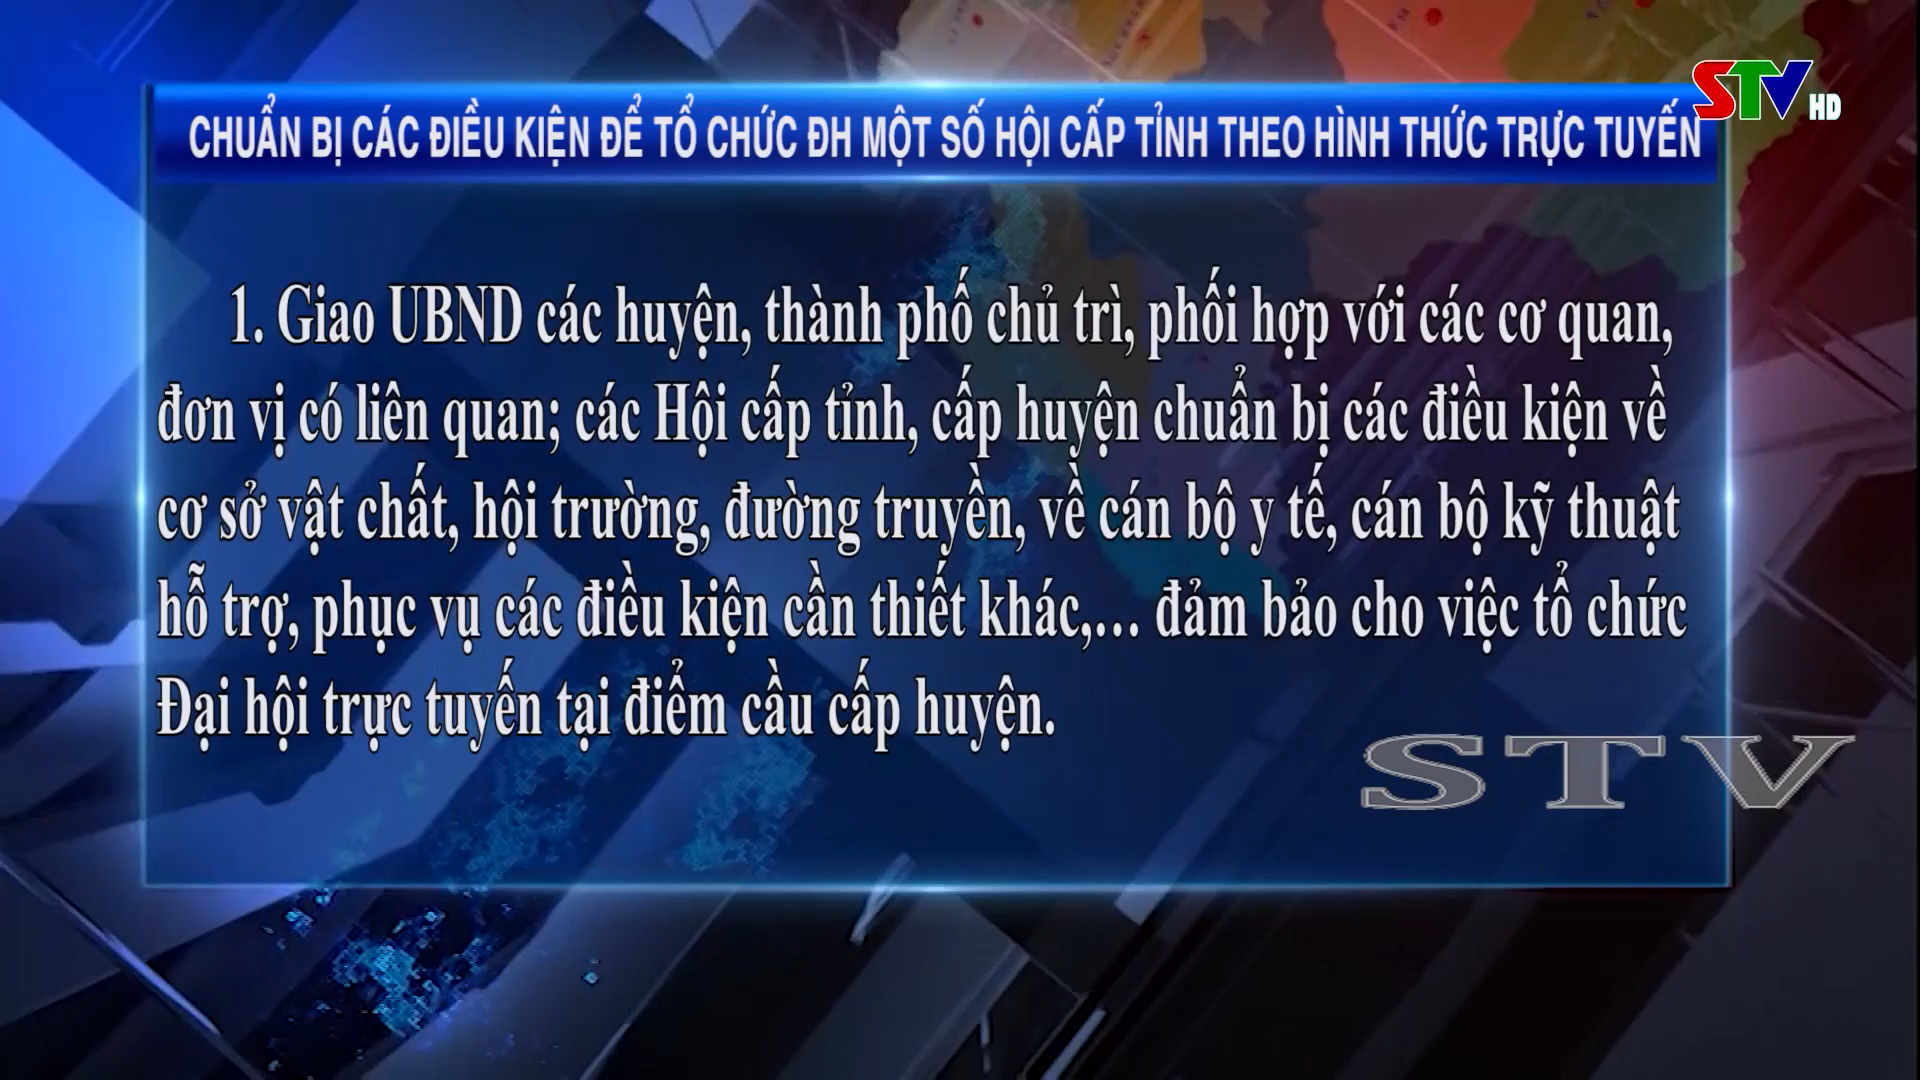 STV HD
CHUẨN BỊ CÁC ĐIỀU KIỆN ĐỂ TỔ CHỨC ĐH MỘT SỐ HỘI CẤP TỈNH THEO HÌNH THỨC TRỰC TUYẾN
1. Giao UBND các huyện, thành phố chủ trì, phối hợp với các cơ quan,
đơn vị có liên quan; các Hội cấp tỉnh, cấp huyện chuẩn bị các điều kiện về
cơ sở vật chất, hội trường, đường truyền, về cán bộ y tế, cán bộ kỹ thuật
hỗ trợ, phục vụ các điều kiện cần thiết khác,... đảm bảo cho việc tổ chức
Đại hội trực tuyến tại điểm cầu cấp huyện.
STV